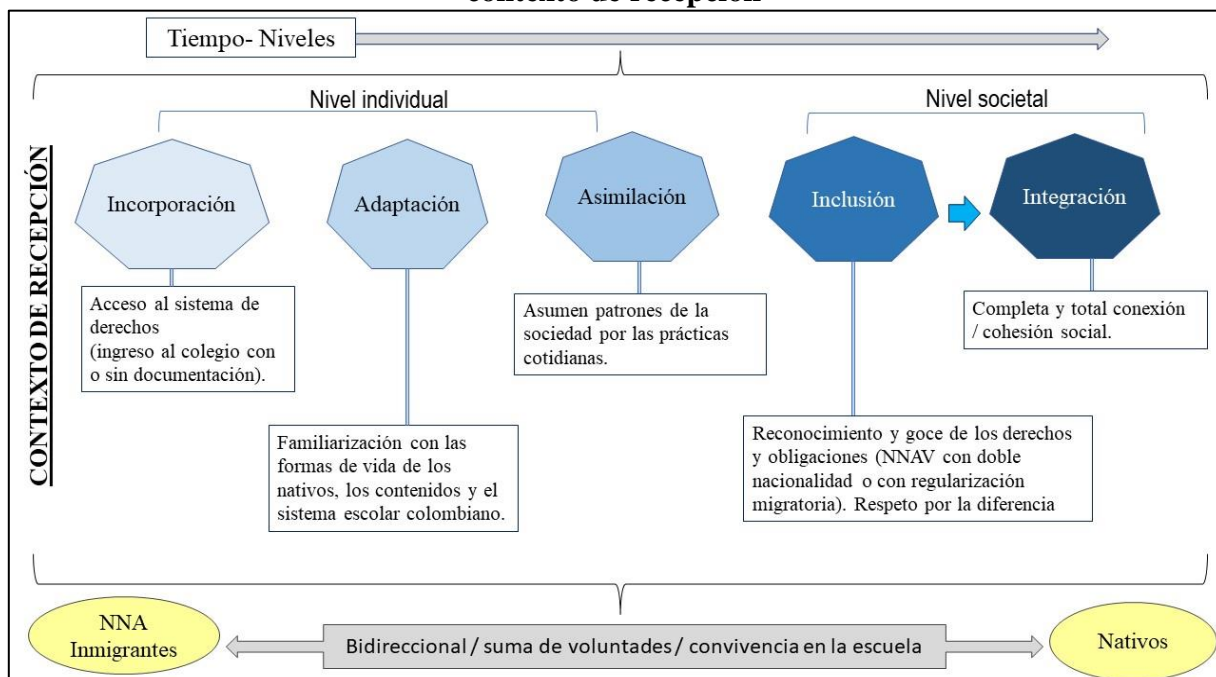 contexto de recepción
Tiempo- Niveles
Nivel individual
Nivel societal
CONTEXTO DE RECEPCIÓN
Incorporación
Adaptación
Asimilación
Inclusión
Integración
Acceso al sistema de
derechos
(ingreso al colegio con
o sin documentación).
Asumen patrones de la
sociedad por las prácticas
cotidianas.
Completa y total conexión
/ cohesión social.
Familiarización con las
formas de vida de los
nativos, los contenidos y el
sistema escolar colombiano.
Reconocimiento y goce de los derechos
y obligaciones (NNAV con doble
nacionalidad o con regularización
migratoria). Respeto por la diferencia
NNA
Inmigrantes
Bidireccional / suma de voluntades / convivencia en la escuela
Nativos